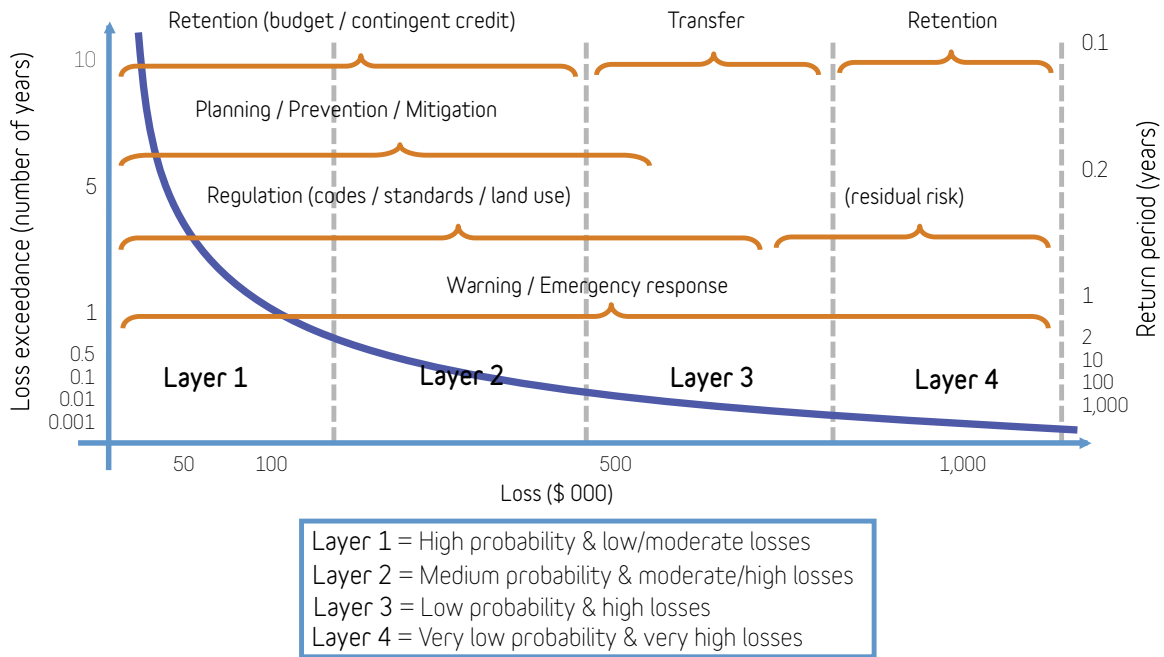 Retention (budget / contingent credit)
Transfer
Retention
Planning / Prevention / Mitigation
Regulation (codes / standards / land use)
(residual risk)
Warning / Emergency response
Layer 1
Layer 2
Layer 3
Layer 4
Loss exceedance (number of years)
10
5
1
0.5
0.1
0.01
0.001
Return period (years)
0.1
0.2
1
2
10
100
1,000
50
100
500
1,000
Loss ($ 000)
Layer 1 = High probability & low/moderate losses
Layer 2 = Medium probability & moderate/high losses
Layer 3 = Low probability & high losses
Layer 4 = Very low probability & very high losses